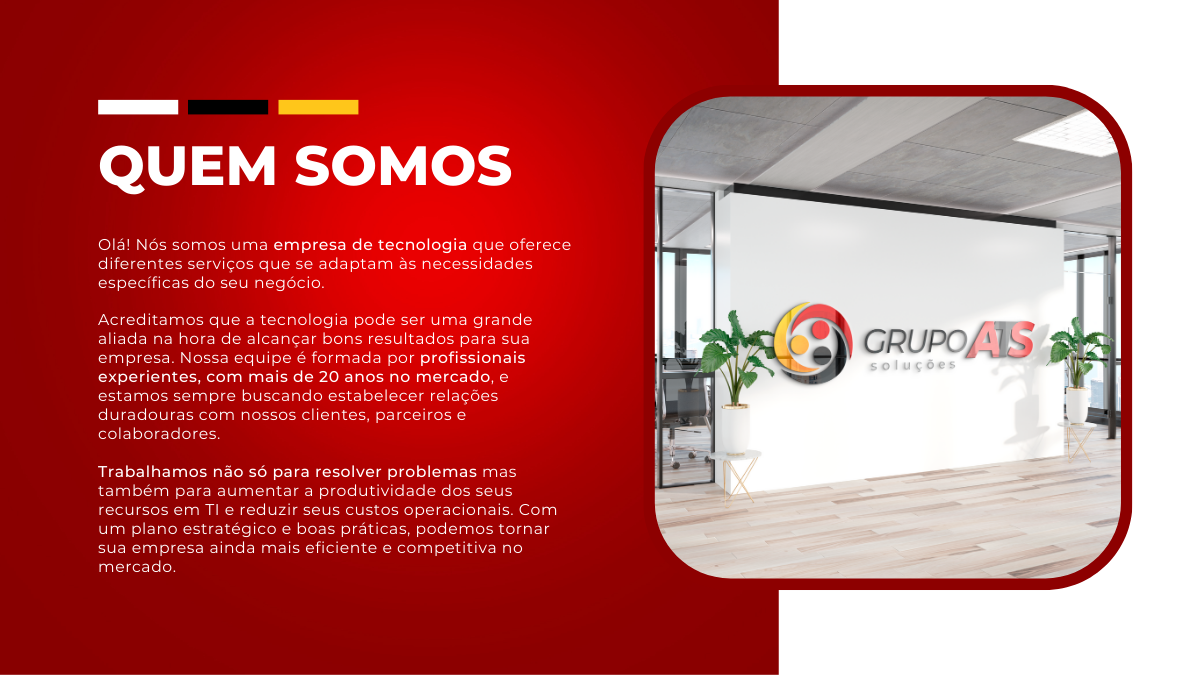 QUEM SOMOS
Olá! Nós somos uma empresa de tecnologia que oferece
diferentes serviços que se adaptam às necessidades
específicas do seu negócio.
Acreditamos que a tecnologia pode ser uma grande
aliada na hora de alcançar bons resultados para sua
empresa. Nossa equipe é formada por profissionais
experientes, com mais de 20 anos no mercado, e
estamos sempre buscando estabelecer relações
duradouras com nossos clientes, parceiros e
colaboradores.
Trabalhamos não só para resolver problemas mas
também para aumentar a produtividade dos seus
recursos em TI e reduzir seus custos operacionais. Com
um plano estratégico e boas práticas, podemos tornar
sua empresa ainda mais eficiente e competitiva no
mercado.
GRUPO A1S
soluções